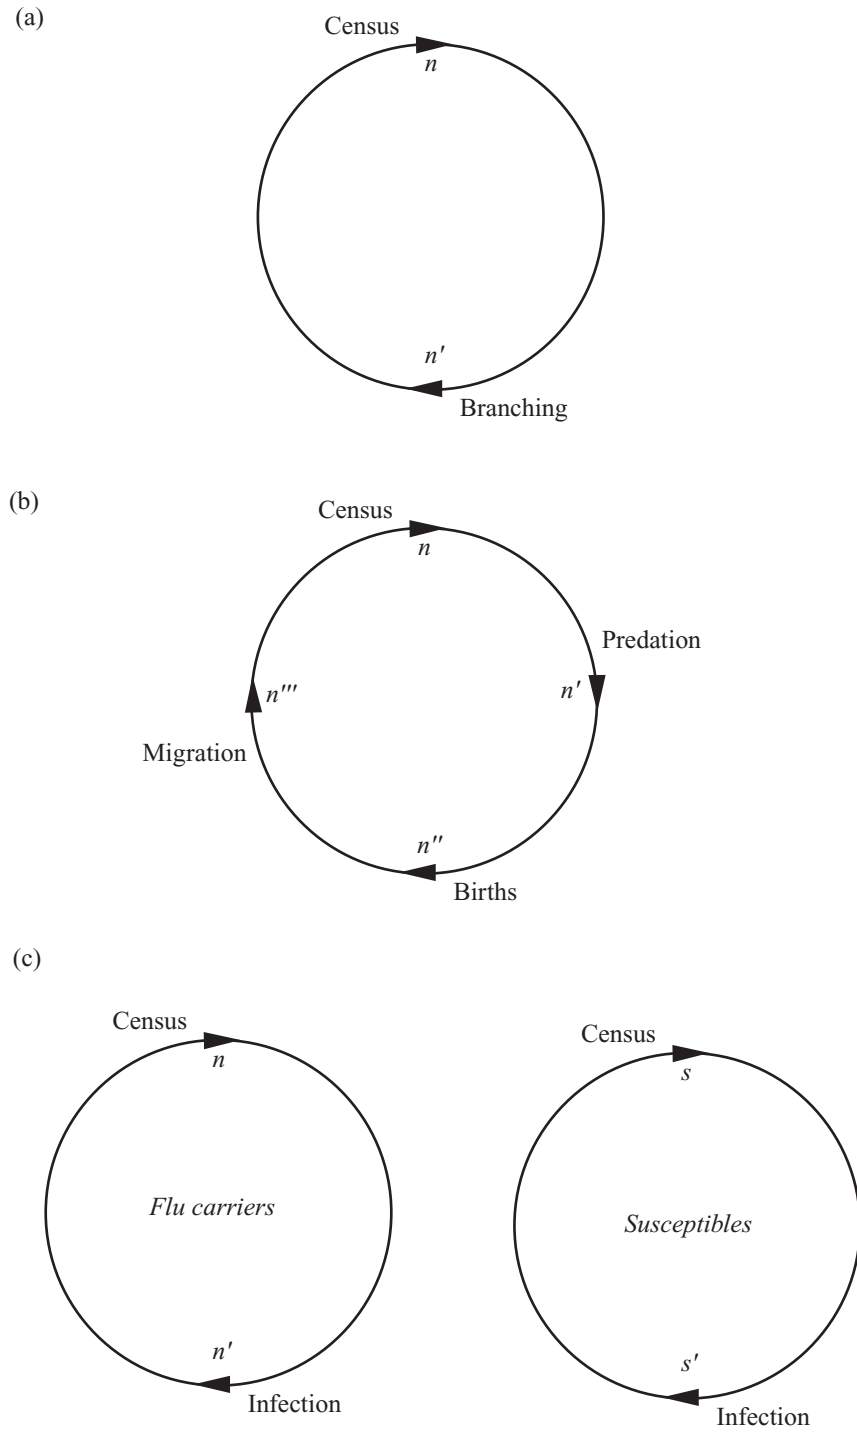 (a)
Census
n
n′
Branching
(b)
Census
n
Predation
n′
n‴
Migration
n″
Births
(c)
Census
n
Flu carriers
n′
Infection
Census
s
Susceptibles
s′
Infection